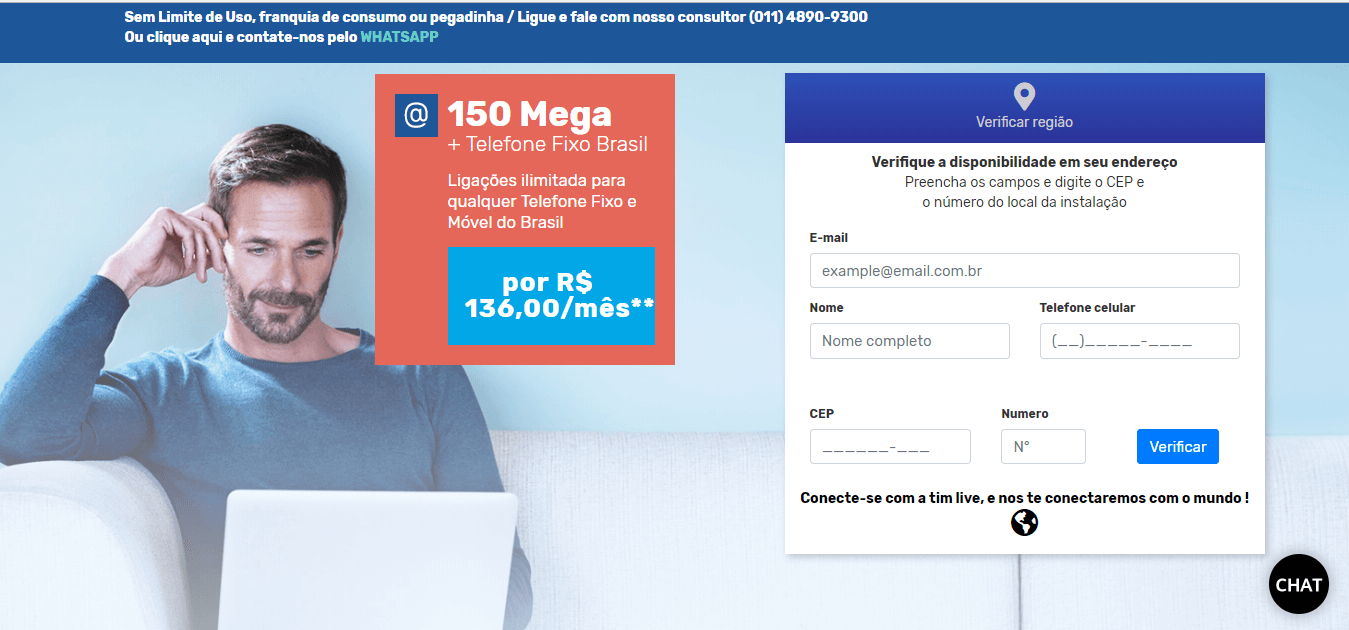 Sem Limite de Uso, franquia de consumo ou pegadinha / Ligue e fale com nosso consultor (011) 4890-9300
Ou clique aqui e contate-nos pelo WHATSAPP
@
150 Mega
+ Telefone Fixo Brasil
Ligações ilimitada para
qualquer Telefone Fixo e
Móvel do Brasil
por R$
136,00/mês**
Verificar região
Verifique a disponibilidade em seu endereço
Preencha os campos e digite o CEP e
o número do local da instalação
E-mail
example@email.com.br
Nome
Telefone celular
Nome completo
(__)_____-____
CEP
Numero
______-___
N°
Verificar
Conecte-se com a tim live, e nos te conectaremos com o mundo !
CHAT